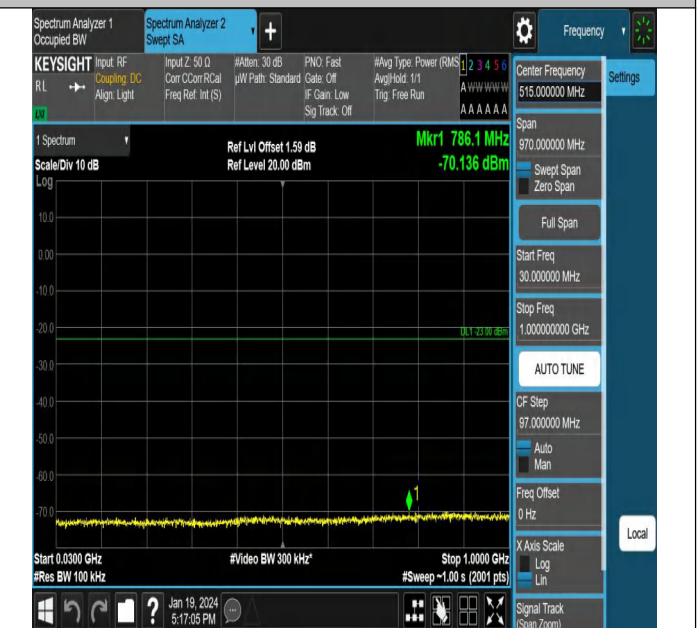 Spectrum Analyzer 1
Occupied BW
Spectrum Analyzer 2
Swept SA
+
Frequency
KEYSIGHT
RL
LXI
Input: RF
Coupling: DC
Align: Light
Input Z: 50 Ω
Corr CCorr RCal
Freq Ref: Int (S)
#Atten: 30 dB
µW Path: Standard
PNO: Fast
Gate: Off
IF Gain: Low
Sig Track: Off
#Avg Type: Power (RMS
Avg|Hold: 1/1
Trig: Free Run
1 2 3 4 5 6
A W W W W W
A A A A A A
1 Spectrum
Scale/Div 10 dB
Log
Ref Lvl Offset 1.59 dB
Ref Level 20.00 dBm
Mkr1 786.1 MHz
-70.136 dBm
10.0
0.00
-10.0
-20.0
-30.0
-40.0
-50.0
-60.0
-70.0
DL1 -23.00 dBm
1
Start 0.0300 GHz
#Res BW 100 kHz
#Video BW 300 kHz*
Stop 1.0000 GHz
#Sweep ~1.00 s (2001 pts)
Jan 19, 2024
5:17:05 PM
?
Center Frequency
515.000000 MHz
Settings
Span
970.000000 MHz
Swept Span
Zero Span
Full Span
Start Freq
30.000000 MHz
Stop Freq
1.000000000 GHz
AUTO TUNE
CF Step
97.000000 MHz
Auto
Man
Freq Offset
0 Hz
Local
X Axis Scale
Log
Lin
Signal Track
(Span Zoom)